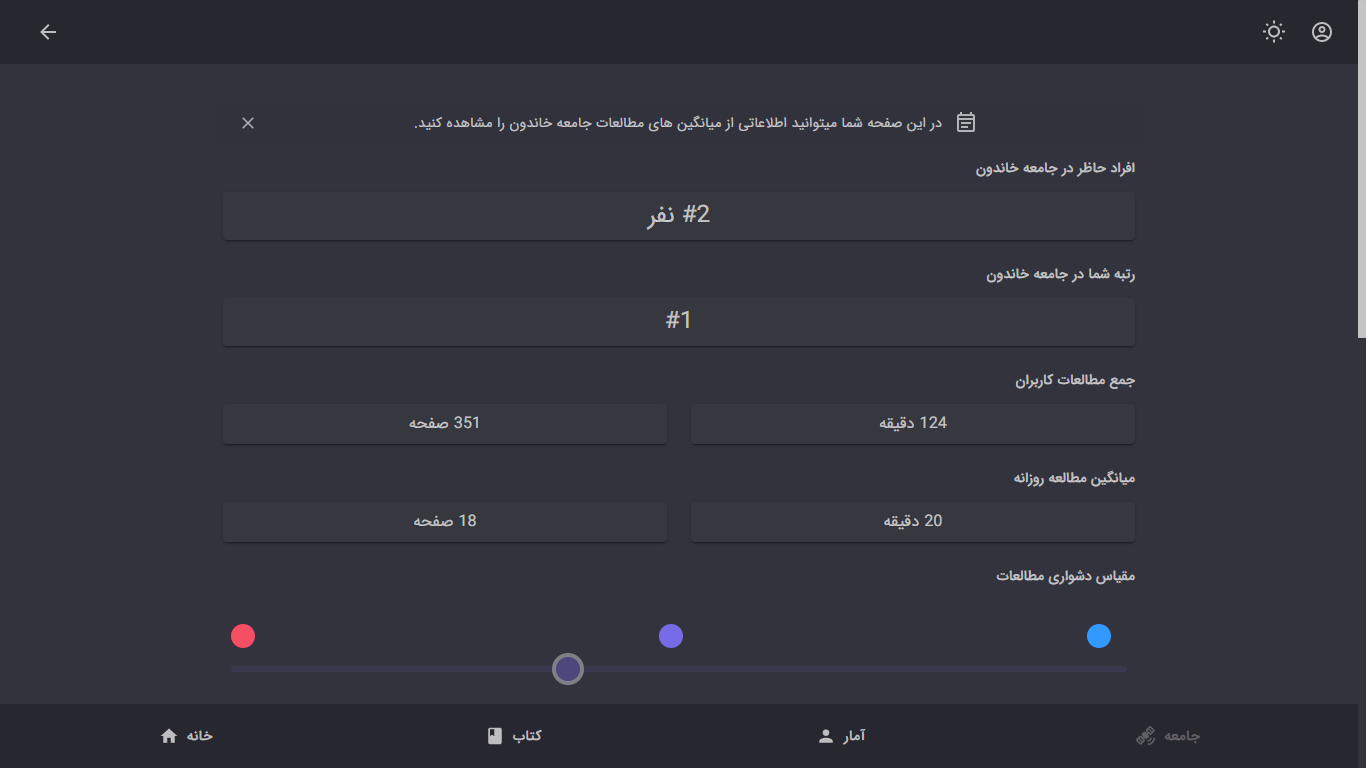 در این صفحه شما میتوانید اطلاعاتی از میانگین های مطالعات جامعه خاندون را مشاهده کنید.
افراد حاظر در جامعه خاندون
#2 نفر
رتبه شما در جامعه خاندون
#1
جمع مطالعات کاربران
124 دقیقه
351 صفحه
میانگین مطالعه روزانه
20 دقیقه
18 صفحه
مقیاس دشواری مطالعات
جامعه
آمار
کتاب
خانه